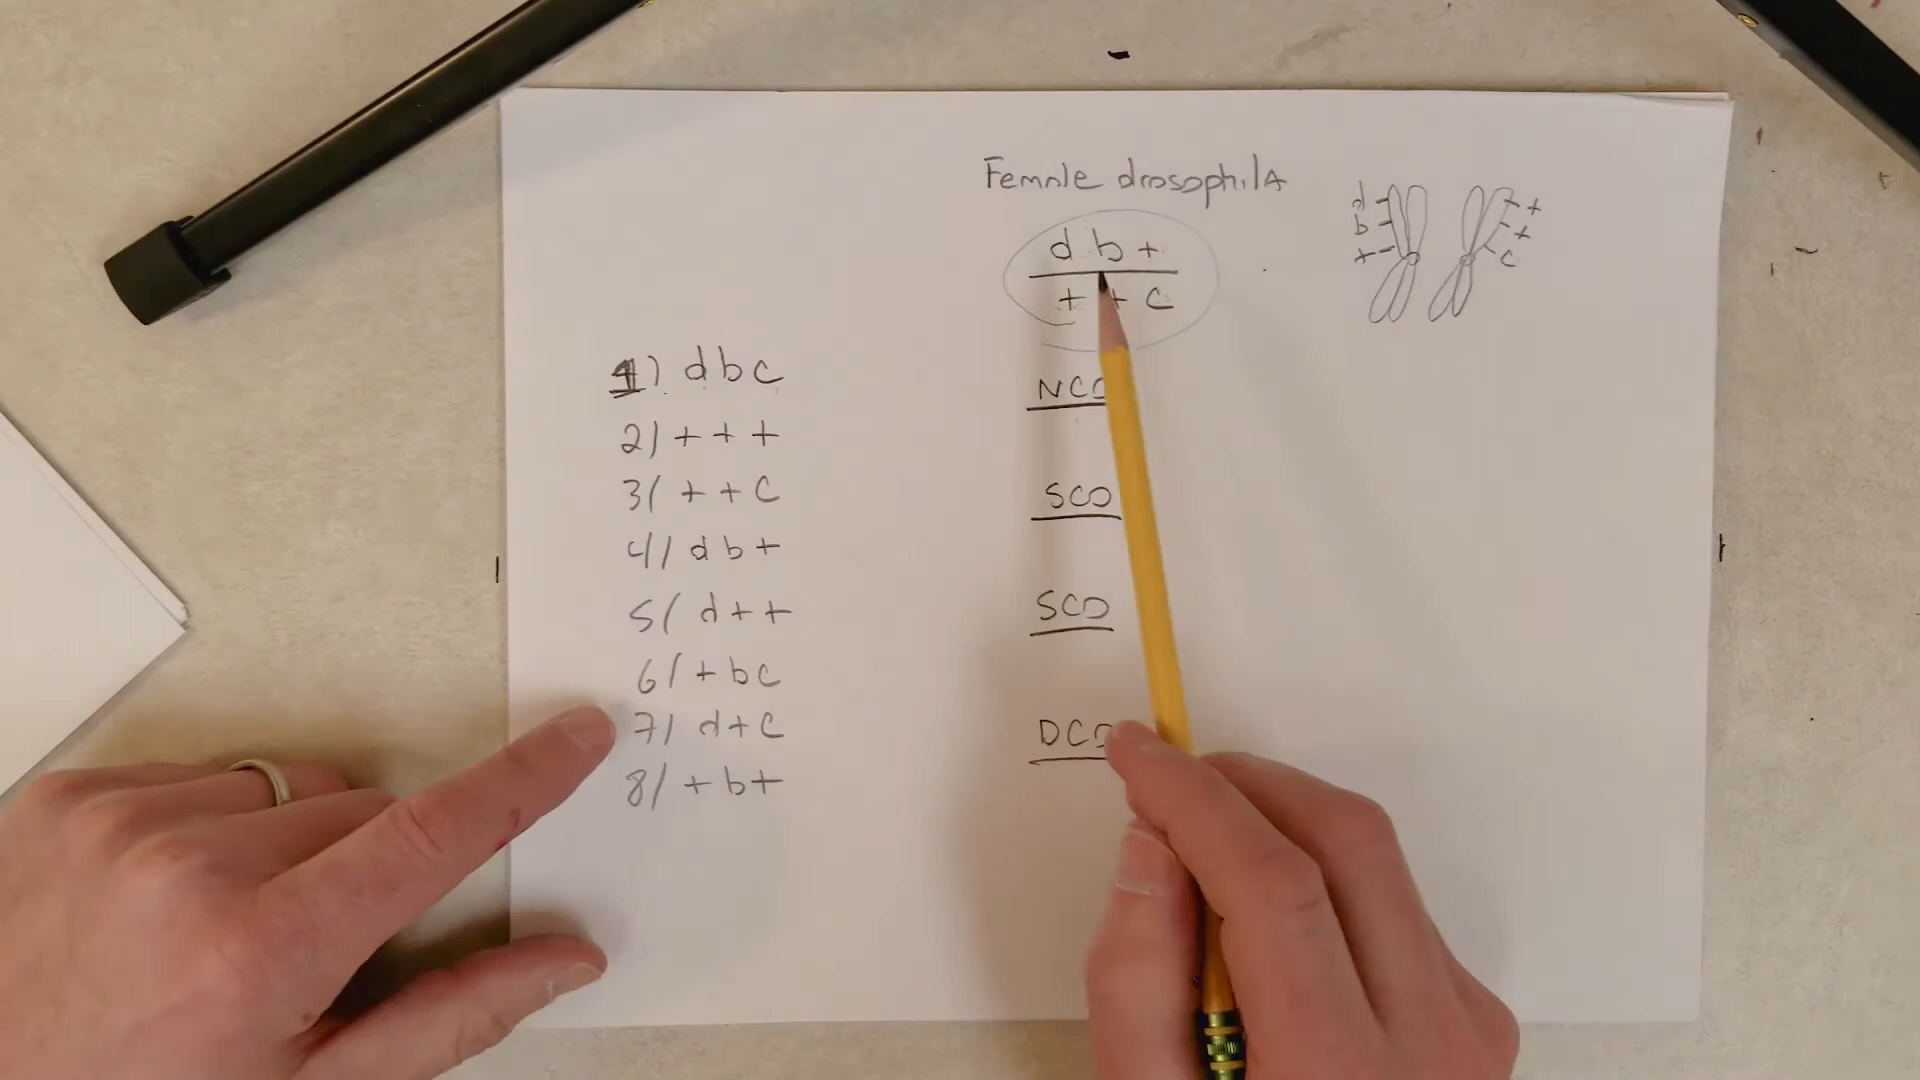 Female drosophila
d b +
+ + c
d
b
+
+
+
c
1) d b c
2) + + +
3) + + c
4) d b +
5) d + +
6) + b c
7) d + c
8) + b +
NCO
SCO
SCO
DCO